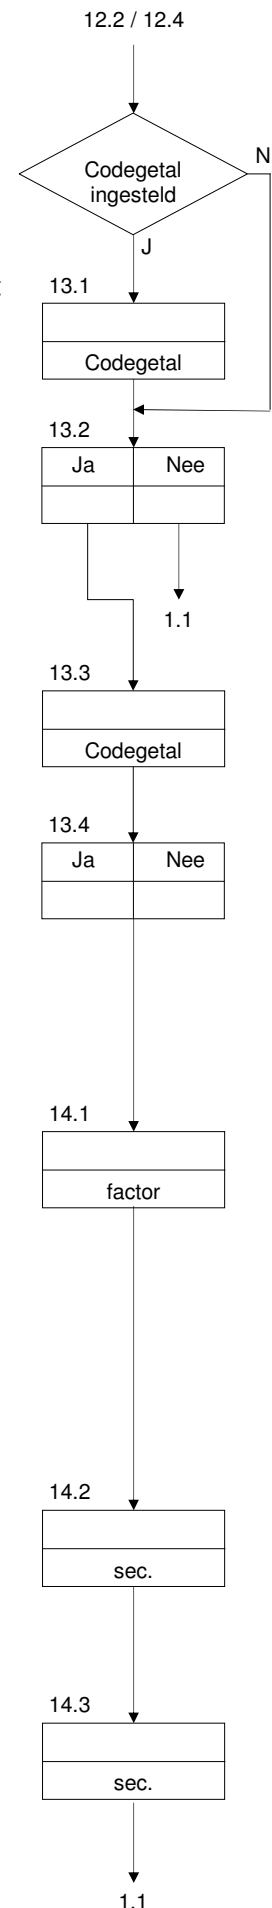 12.2 / 12.4
Codegetal
ingesteld
N
J
13.1
Codegetal
13.2
Ja Nee
1.1
13.3
Codegetal
13.4
Ja Nee
14.1
factor
14.2
sec.
14.3
sec.
1.1